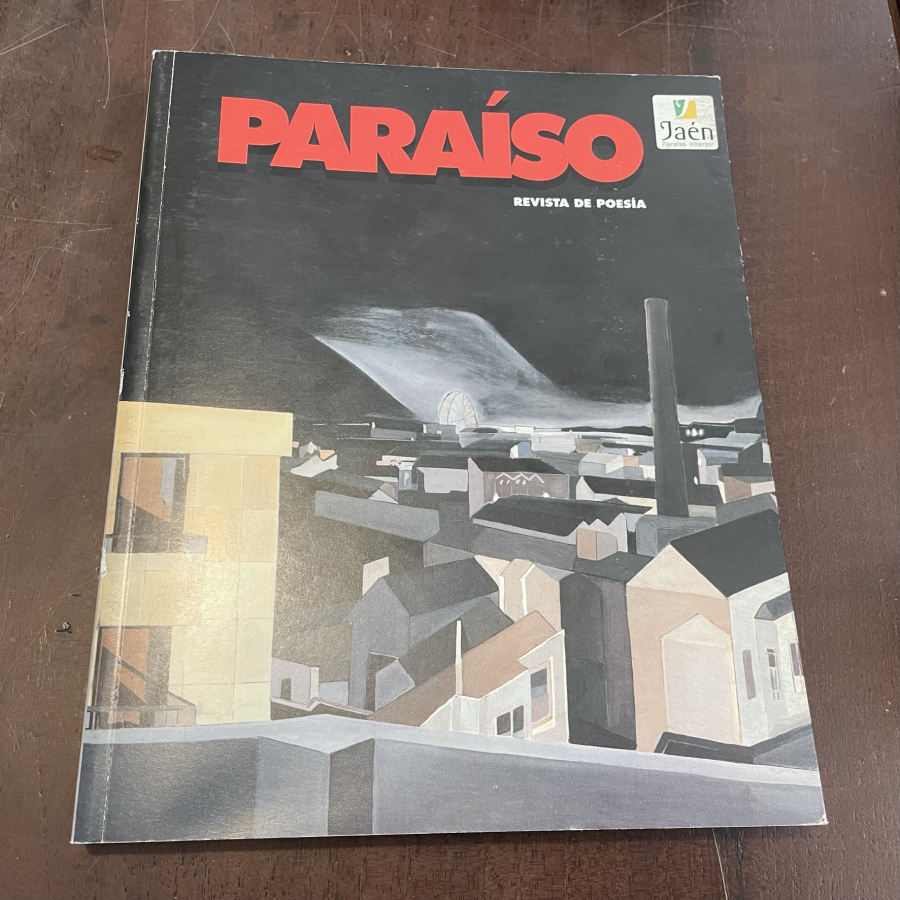 PARAÍSO
Jaén
Paraíso interior
REVISTA DE POESÍA